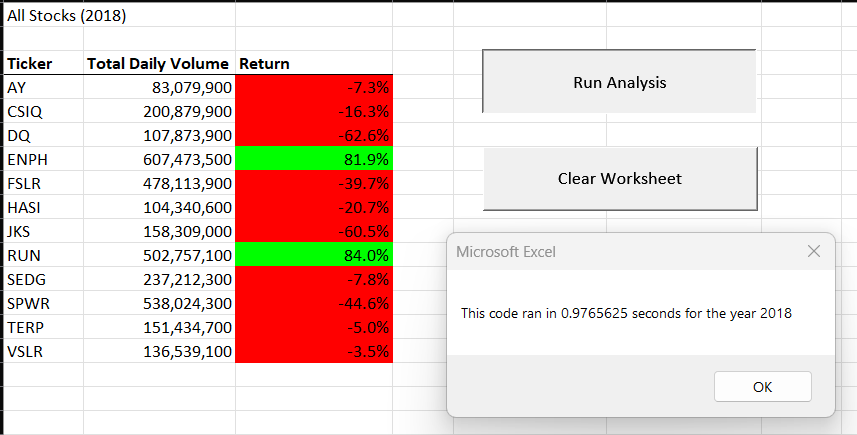 All Stocks (2018)
Ticker Total Daily Volume Return
AY 83,079,900 -7.3%
CSIQ 200,879,900 -16.3%
DQ 107,873,900 -62.6%
ENPH 607,473,500 81.9%
FSLR 478,113,900 -39.7%
HASI 104,340,600 -20.7%
JKS 158,309,000 -60.5%
RUN 502,757,100 84.0%
SEDG 237,212,300 -7.8%
SPWR 538,024,300 -44.6%
TERP 151,434,700 -5.0%
VSLR 136,539,100 -3.5%
Run Analysis
Clear Worksheet
Microsoft Excel
This code ran in 0.9765625 seconds for the year 2018
OK